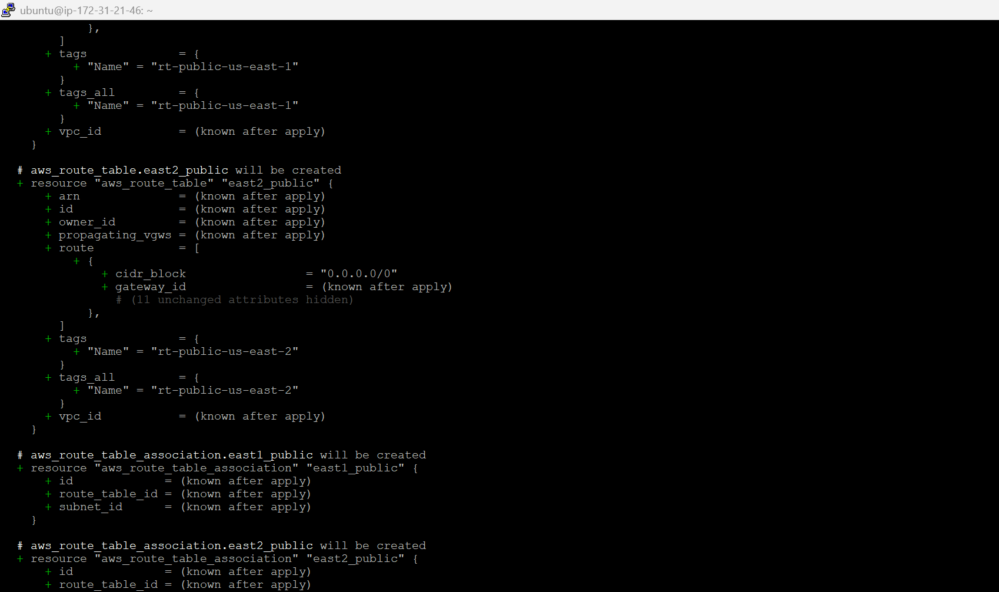 ubuntu@ip-172-31-21-46: ~
            },
        ]
      + tags             = {
          + "Name" = "rt-public-us-east-1"
        }
      + tags_all         = {
          + "Name" = "rt-public-us-east-1"
        }
      + vpc_id           = (known after apply)
    }

  # aws_route_table.east2_public will be created
  + resource "aws_route_table" "east2_public" {
      + arn              = (known after apply)
      + id               = (known after apply)
      + owner_id         = (known after apply)
      + propagating_vgws = (known after apply)
      + route            = [
          + {
              + cidr_block                 = "0.0.0.0/0"
              + gateway_id                 = (known after apply)
                # (11 unchanged attributes hidden)
            },
        ]
      + tags             = {
          + "Name" = "rt-public-us-east-2"
        }
      + tags_all         = {
          + "Name" = "rt-public-us-east-2"
        }
      + vpc_id           = (known after apply)
    }

  # aws_route_table_association.east1_public will be created
  + resource "aws_route_table_association" "east1_public" {
      + id             = (known after apply)
      + route_table_id = (known after apply)
      + subnet_id      = (known after apply)
    }

  # aws_route_table_association.east2_public will be created
  + resource "aws_route_table_association" "east2_public" {
      + id             = (known after apply)
      + route_table_id = (known after apply)